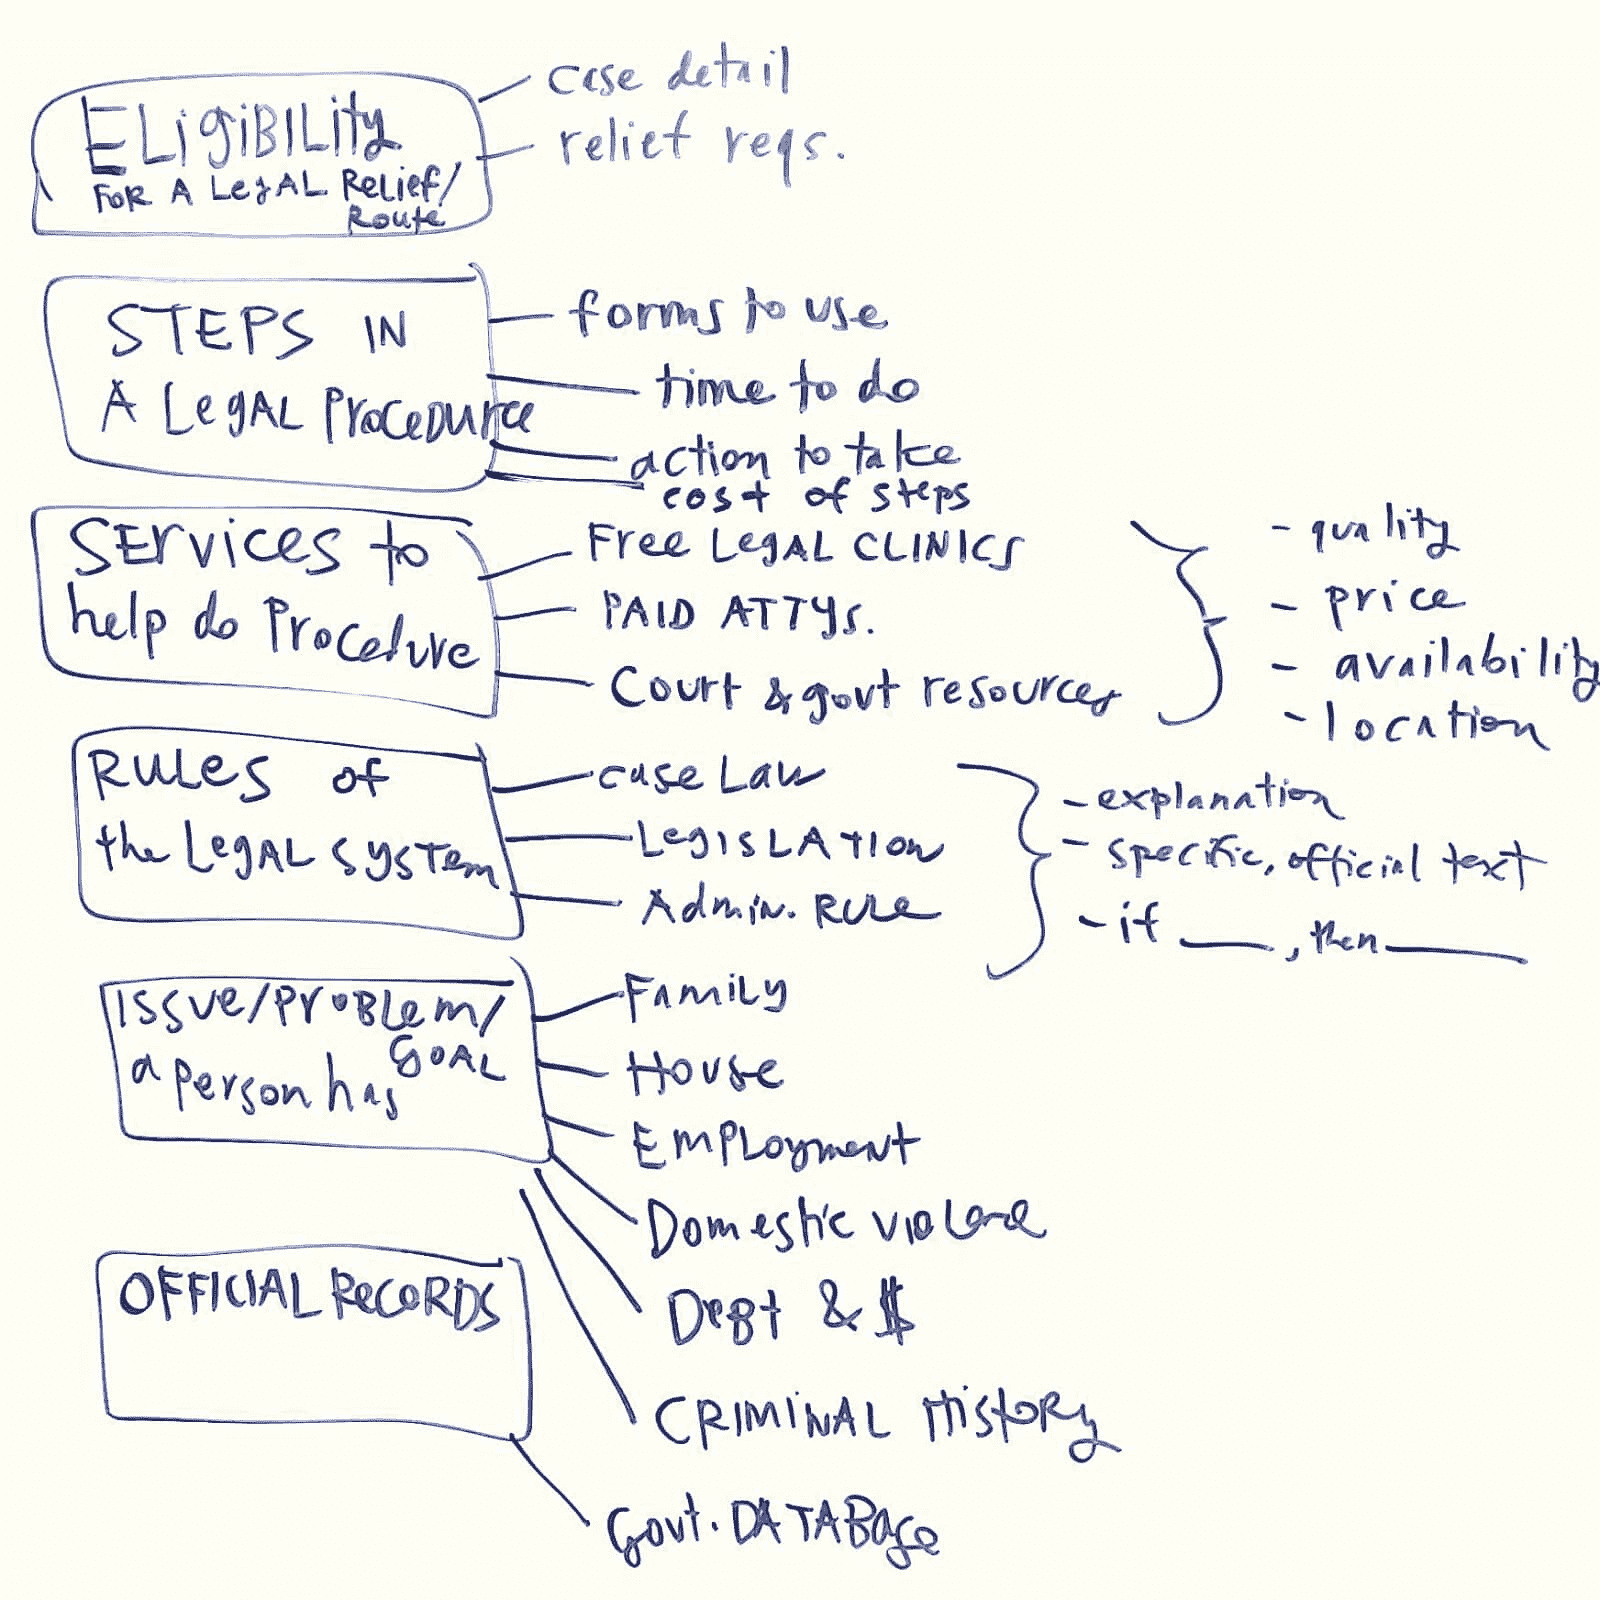 ELigiBILity
FOR A LegAL Relief/
Route
case detail
relief reqs.
STEPS IN
A LegAL Procedure
forms to use
time to do
action to take
cost of steps
SErvices to
help do Procedure
Free LegAL CLINICS
PAID ATTYs.
Court & govt resources
- quality
- price
- availability
- location
RULes of
the LegAL system
case Law
LegISLATION
Admin. RULe
- explanation
- specific, official text
- if ____, then ____
Issue/ProBLem/
GOAL
a person has
Family
House
EmPLoyment
Domestic violence
DeBt & $
CRIMiNAL HistoRy
OFFICIAL RecoRDS
Govt. DATABase